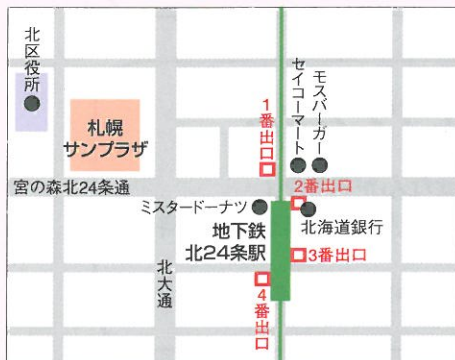 北区役所
札幌
サンプラザ
1番出口
セイコーマート
モスバーガー
宮の森北24条通
2番出口
ミスタードーナツ
北海道銀行
地下鉄
北24条駅
3番出口
北大通
4番出口